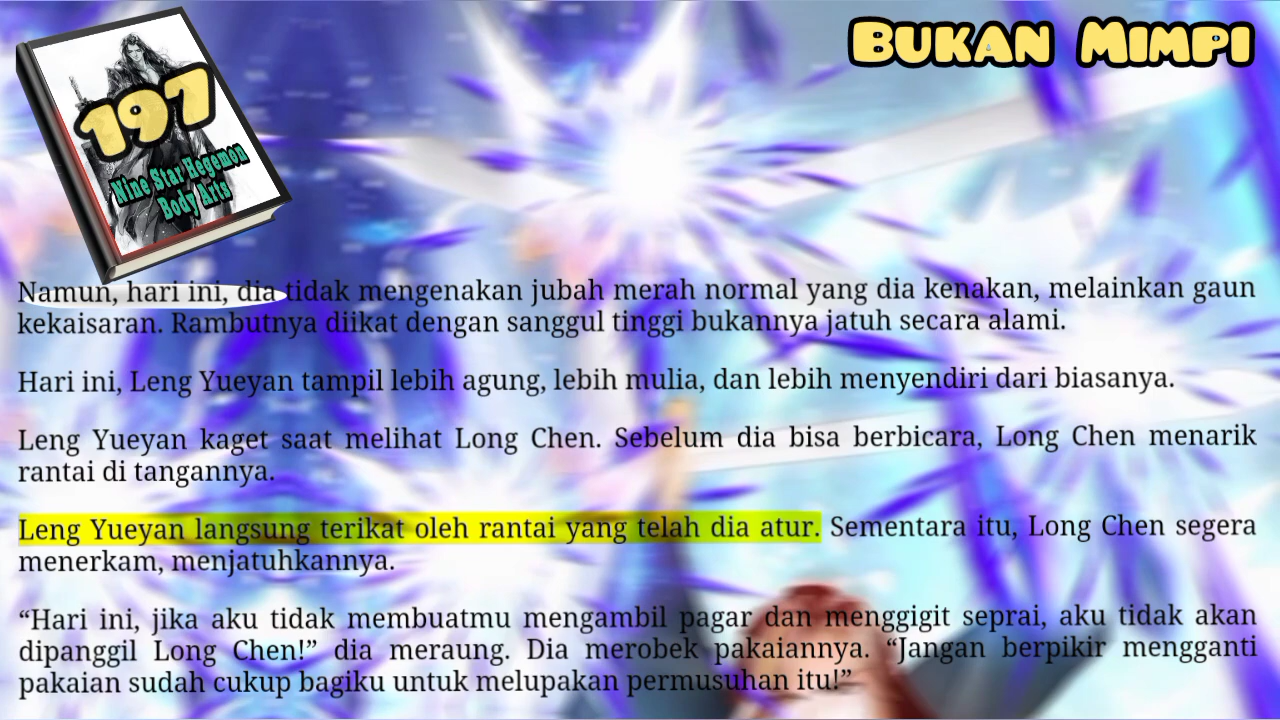 BUKAN MIMPI
197
Nine Star Hegemon
Body Arts
Namun, hari ini, dia tidak mengenakan jubah merah normal yang dia kenakan, melainkan gaun
kekaisaran. Rambutnya diikat dengan sanggul tinggi bukannya jatuh secara alami.
Hari ini, Leng Yueyan tampil lebih agung, lebih mulia, dan lebih menyendiri dari biasanya.
Leng Yueyan kaget saat melihat Long Chen. Sebelum dia bisa berbicara, Long Chen menarik
rantai di tangannya.
Leng Yueyan langsung terikat oleh rantai yang telah dia atur. Sementara itu, Long Chen segera
menerkam, menjatuhkannya.
“Hari ini, jika aku tidak membuatmu mengambil pagar dan menggigit seprai, aku tidak akan
dipanggil Long Chen!” dia meraung. Dia merobek pakaiannya. “Jangan berpikir mengganti
pakaian sudah cukup bagiku untuk melupakan permusuhan itu!”